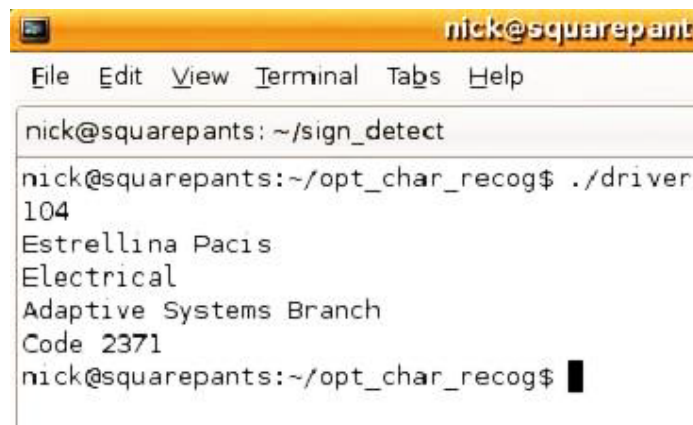 nick@squarepant
File Edit View Terminal Tabs Help
nick@squarepants: ~/sign_detect
nick@squarepants:~/opt_char_recog$ ./driver
104
Estrellina Pacis
Electrical
Adaptive Systems Branch
Code 2371
nick@squarepants:~/opt_char_recog$